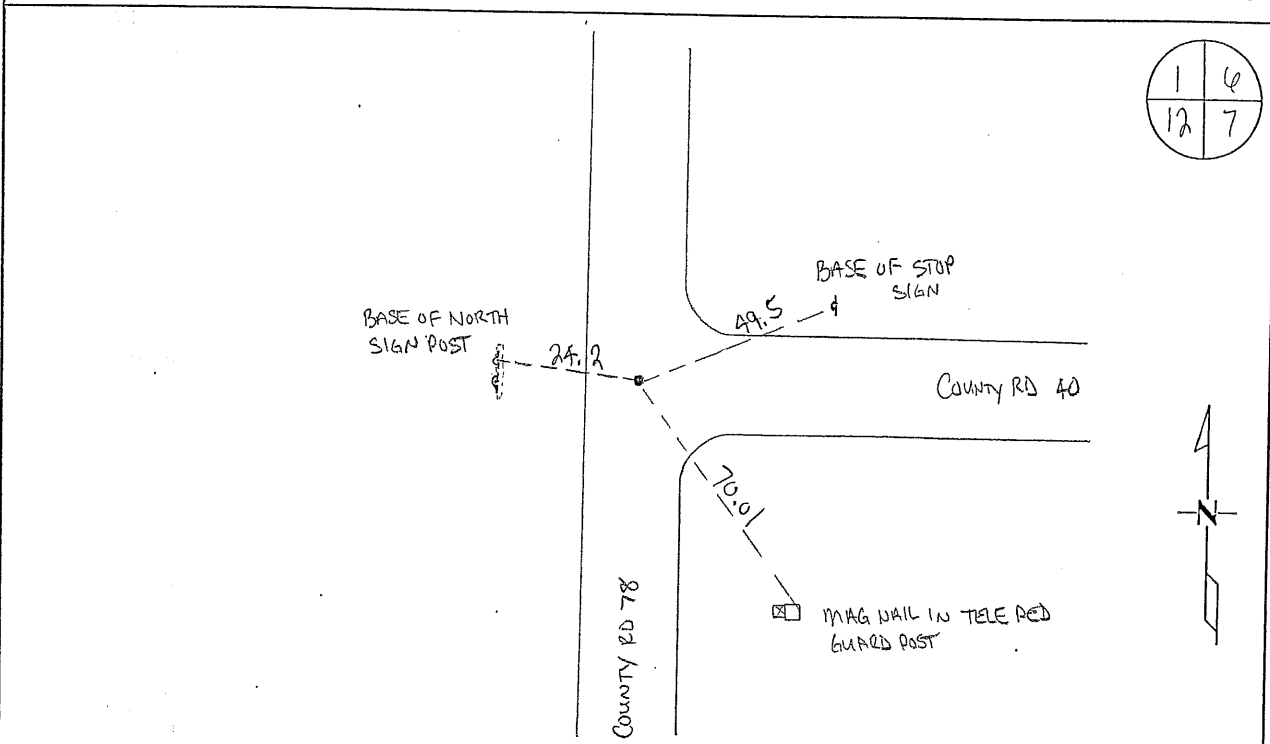 1 6
12 7
BASE OF STOP
SIGN
49.5
BASE OF NORTH
SIGN POST
24.2
COUNTY RD 40
70.01
N
MAG NAIL IN TELE PED
GUARD POST
COUNTY RD 78